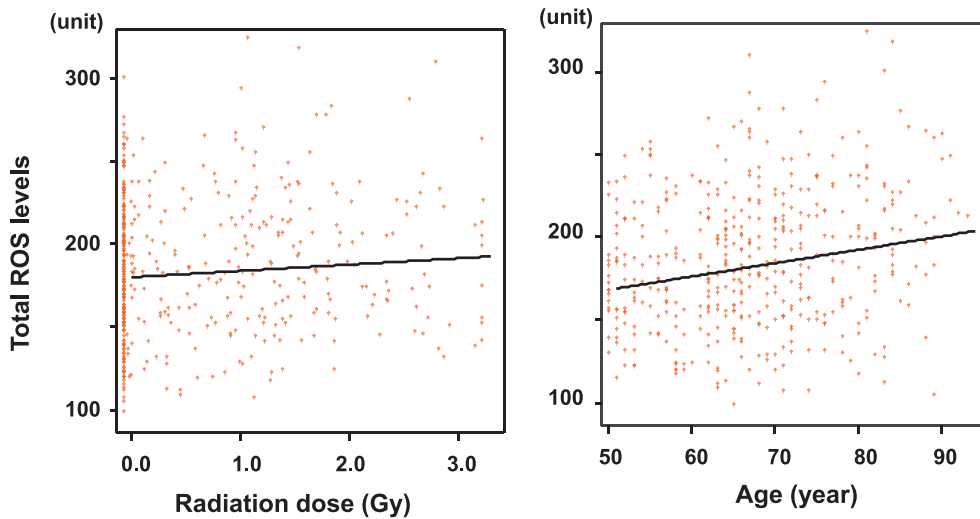 (unit)
300
200
100
Total ROS levels
0.0 1.0 2.0 3.0
Radiation dose (Gy)
(unit)
300
200
100
50 60 70 80 90
Age (year)